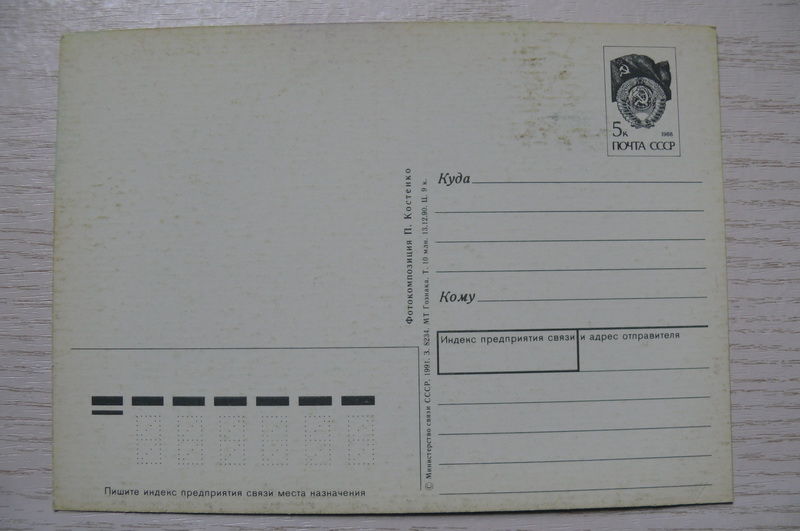 5к
1988
ПОЧТА СССР
Куда
Кому
Индекс предприятия связи и адрес отправителя
Фотокомпозиция П. Костенко
© Министерство связи СССР. 1991. З. 8234. МТ Гознака. Т. 10 млн. 13.12.90. Ц. 9 к.
Пишите индекс предприятия связи места назначения